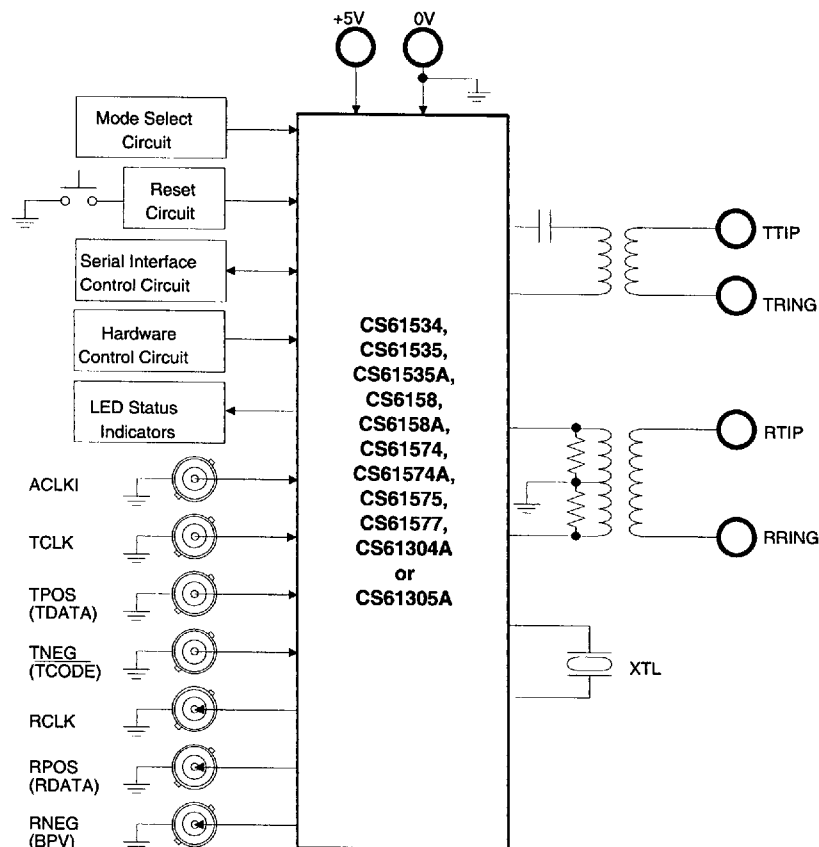 +5V
0V
Mode Select
Circuit
Reset
Circuit
Serial Interface
Control Circuit
Hardware
Control Circuit
LED Status
Indicators
ACLKI
TCLK
TPOS
(TDATA)
TNEG
(TCODE)
RCLK
RPOS
(RDATA)
RNEG
(BPV)
CS61534,
CS61535,
CS61535A,
CS6158,
CS6158A,
CS61574,
CS61574A,
CS61575,
CS61577,
CS61304A
or
CS61305A
TTIP
TRING
RTIP
RRING
XTL